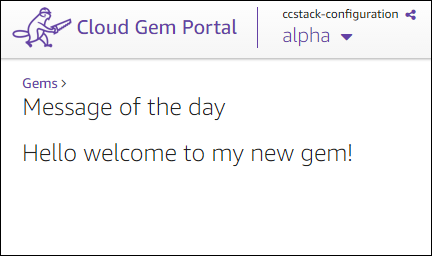 Cloud Gem Portal
ccstack-configuration
alpha
Gems >
Message of the day
Hello welcome to my new gem!